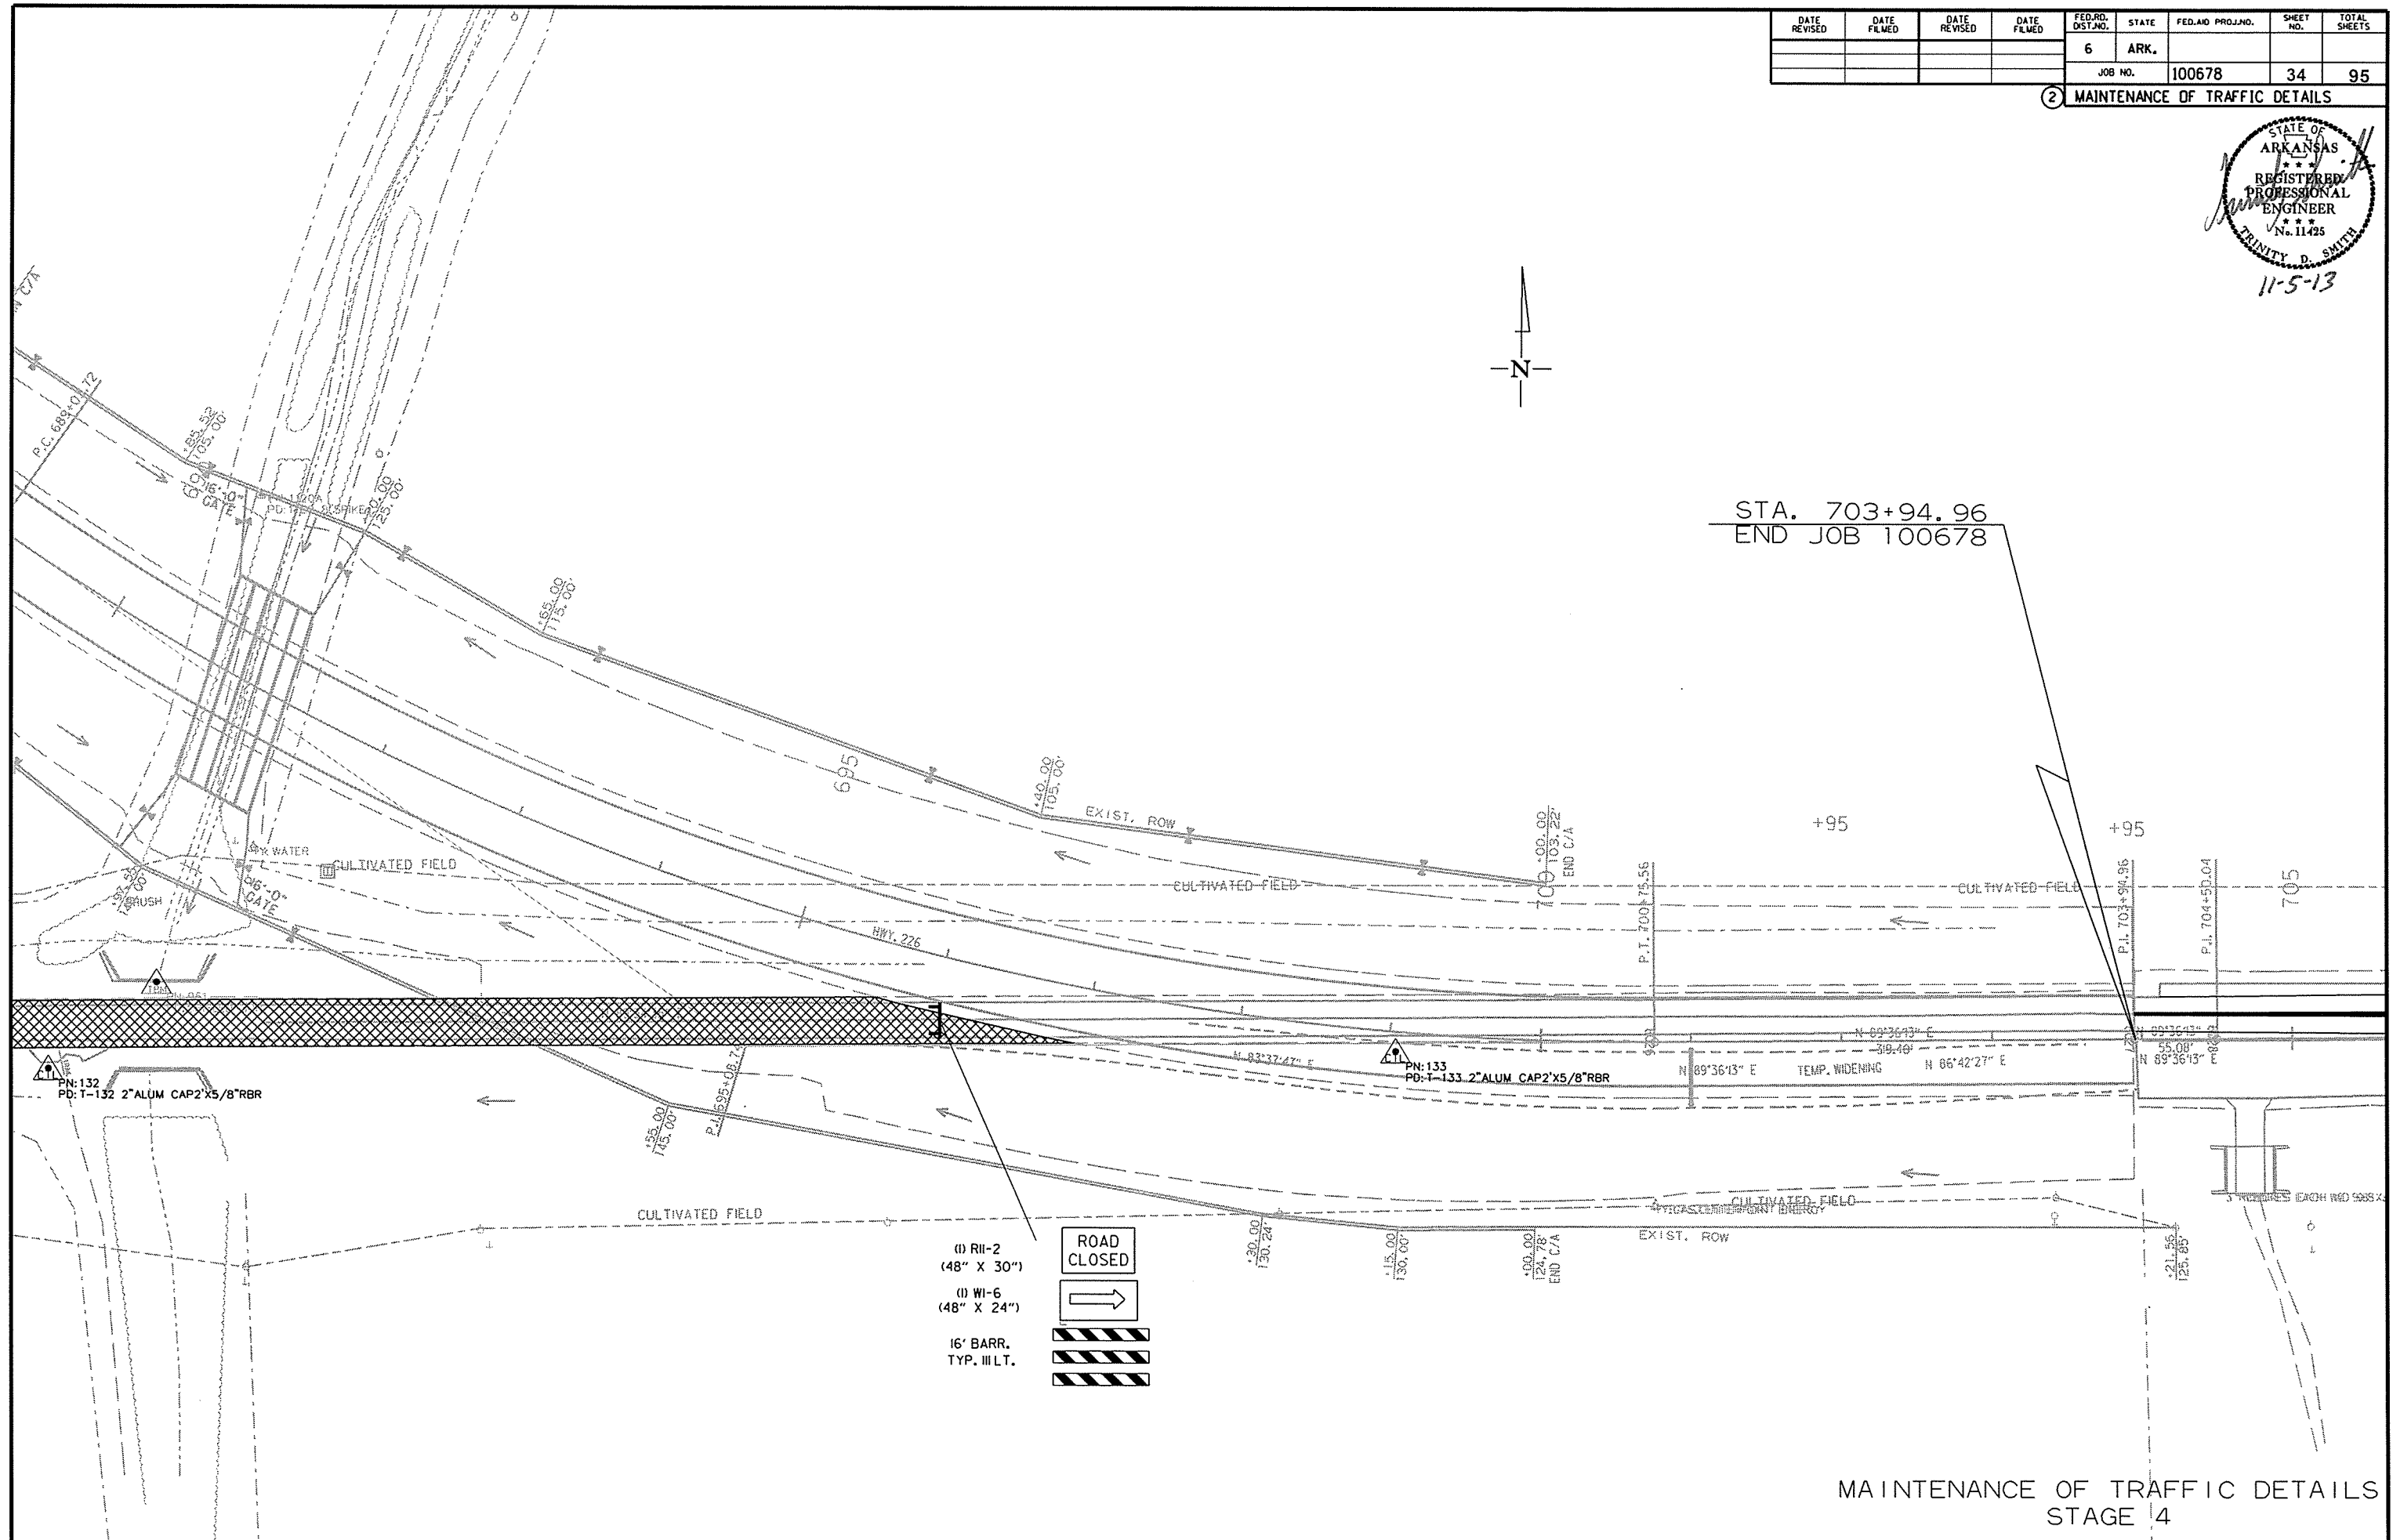 DATE REVISED
DATE FILMED
DATE REVISED
DATE FILMED
FED.RD. DIST.NO.
STATE
FED.AID PROJ.NO.
SHEET NO.
TOTAL SHEETS
6
ARK.
JOB NO.
100678
34
95
2
MAINTENANCE OF TRAFFIC DETAILS
STATE OF
ARKANSAS
REGISTERED
PROFESSIONAL
ENGINEER
No. 11425
TRINITY D. SMITH
11-5-13
N
STA. 703+94.96
END JOB 100678
+85.52
105.00'
690
16'-0"
GATE
125.00'
+65.00
115.00'
695
+40.00
105.00'
EXIST. ROW
700
+00.00
103.22'
END C/A
P.T. 700+75.56
+95
+95
P.I. 703+94.96
P.I. 704+50.04
705
WATER
CULTIVATED FIELD
CULTIVATED FIELD
CULTIVATED FIELD
16'-0"
GATE
HWY. 226
PN:132
PD:T-132 2"ALUM CAP2'X5/8"RBR
CTL
N 83°37'47" E
CTL
PN:133
PD:T-133 2"ALUM CAP2'X5/8"RBR
N 89°36'13" E
319.40'
N 89°36'13" E
TEMP. WIDENING
N 86°42'27" E
N 89°36'13" E
55.08'
N 89°36'13" E
+55.00
145.00'
P.I. 695+08.74
CULTIVATED FIELD
CULTIVATED FIELD
EXIST. ROW
+30.00
130.24'
+15.00
130.00'
+00.00
124.78'
END C/A
+21.56
125.85'
(1) R11-2
(48" X 30")
ROAD
CLOSED
(1) W1-6
(48" X 24")
16' BARR.
TYP. III LT.
MAINTENANCE OF TRAFFIC DETAILS
STAGE 4